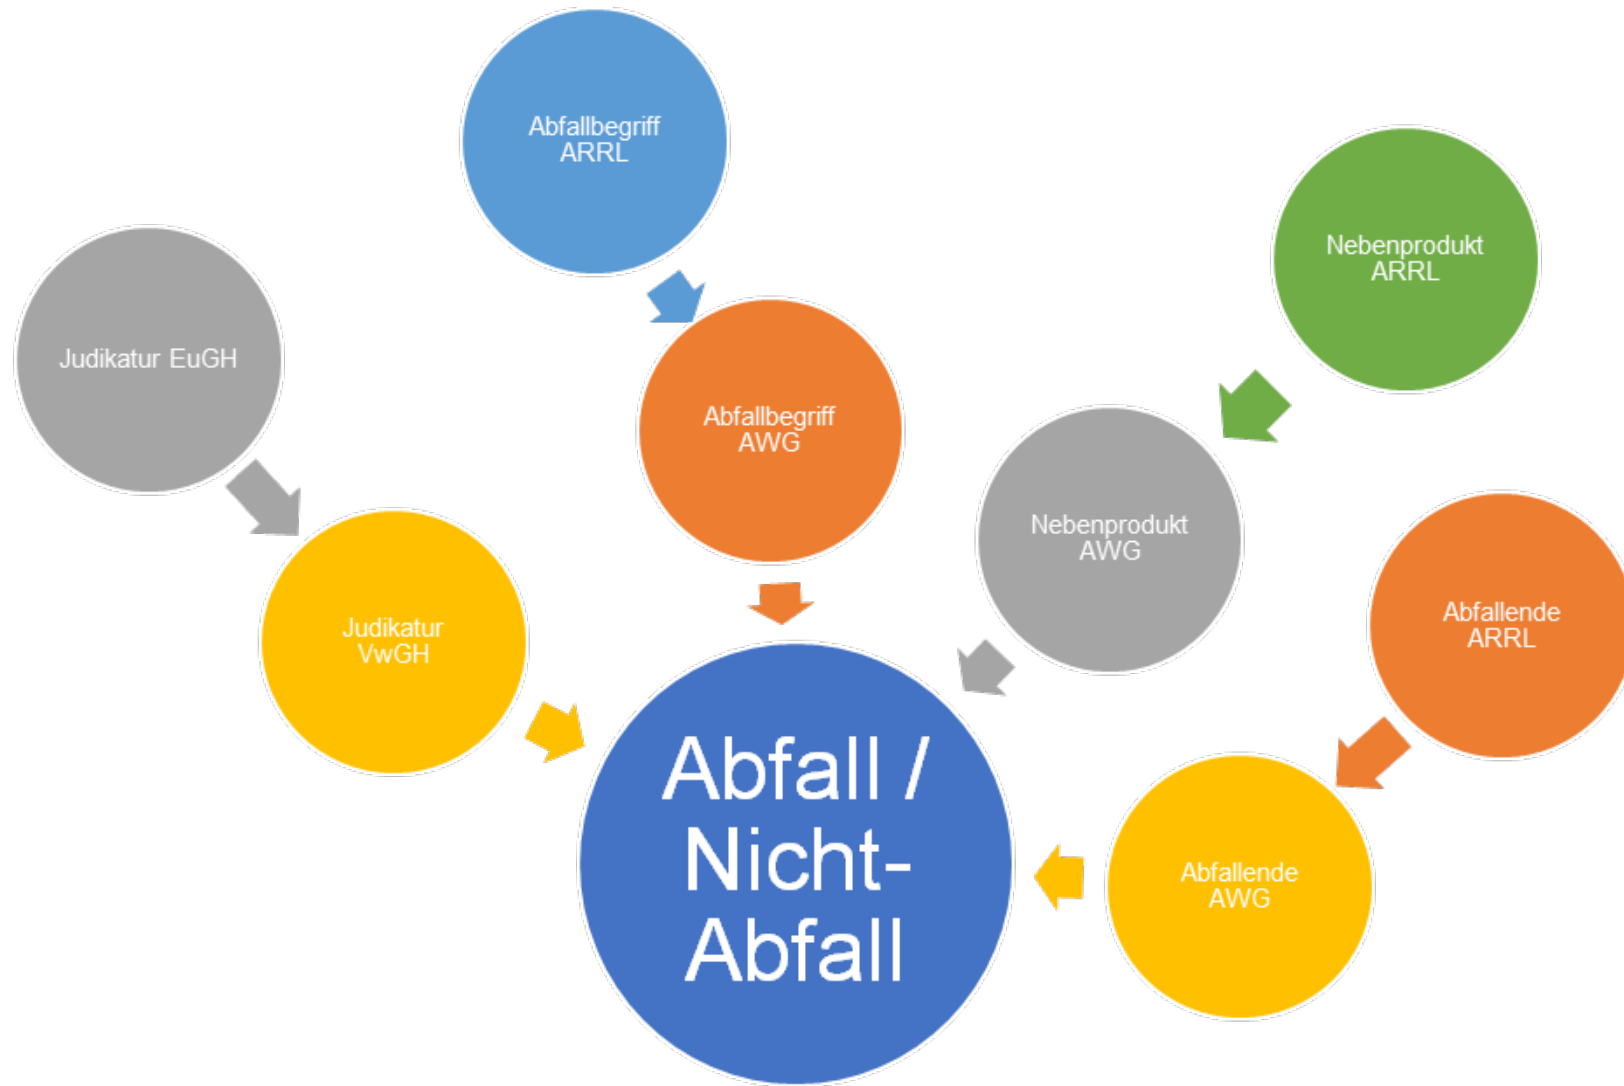 Abfallbegriff
ARRL
Nebenprodukt
ARRL
Judikatur EuGH
Abfallbegriff
AWG
Nebenprodukt
AWG
Abfallende
ARRL
Judikatur
VwGH
Abfall /
Nicht-
Abfall
Abfallende
AWG